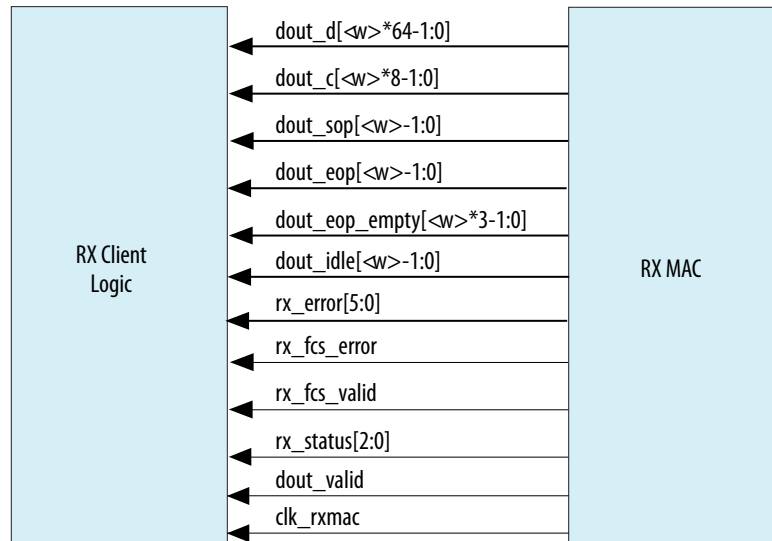 dout_d[<w>*64-1:0]
dout_c[<w>*8-1:0]
dout_sop[<w>-1:0]
dout_eop[<w>-1:0]
dout_eop_empty[<w>*3-1:0]
dout_idle[<w>-1:0]
rx_error[5:0]
rx_fcs_error
rx_fcs_valid
rx_status[2:0]
dout_valid
clk_rxmac
RX Client
Logic
RX MAC